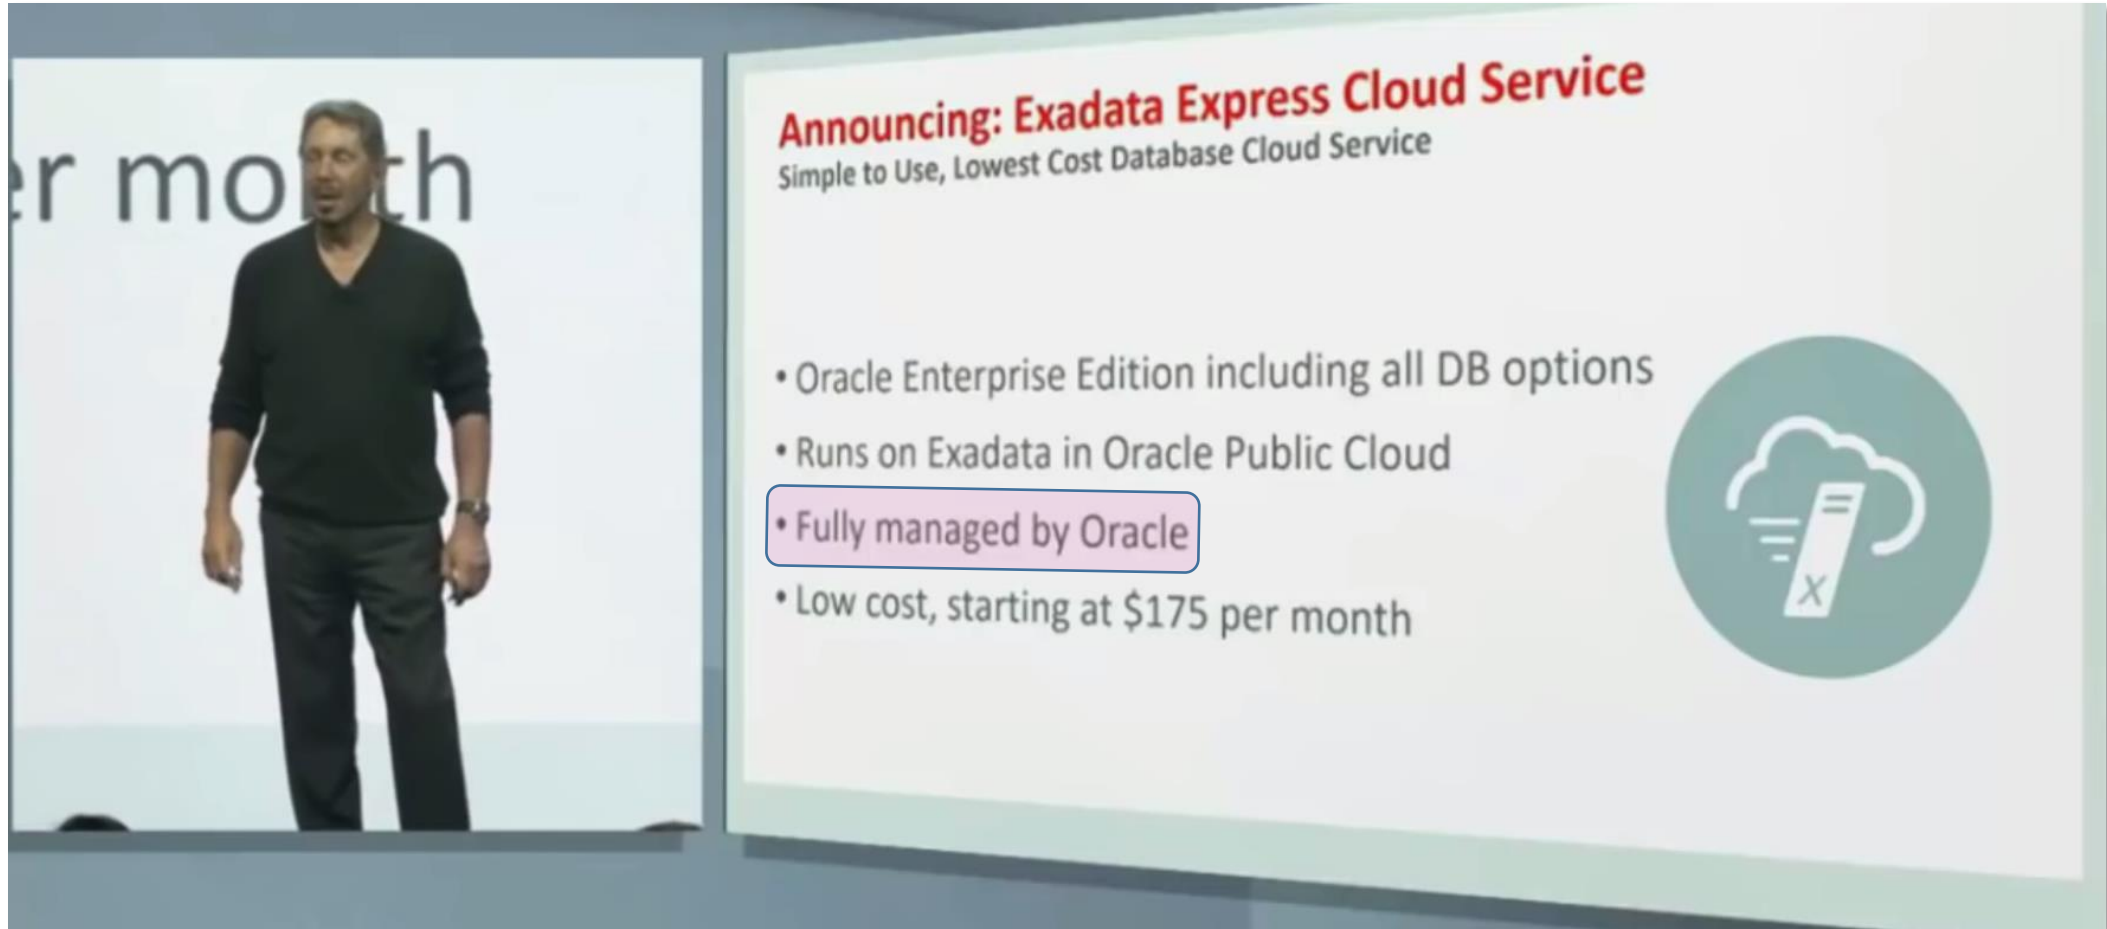 er month
Announcing: Exadata Express Cloud Service
Simple to Use, Lowest Cost Database Cloud Service
• Oracle Enterprise Edition including all DB options
• Runs on Exadata in Oracle Public Cloud
• Fully managed by Oracle
• Low cost, starting at $175 per month
X